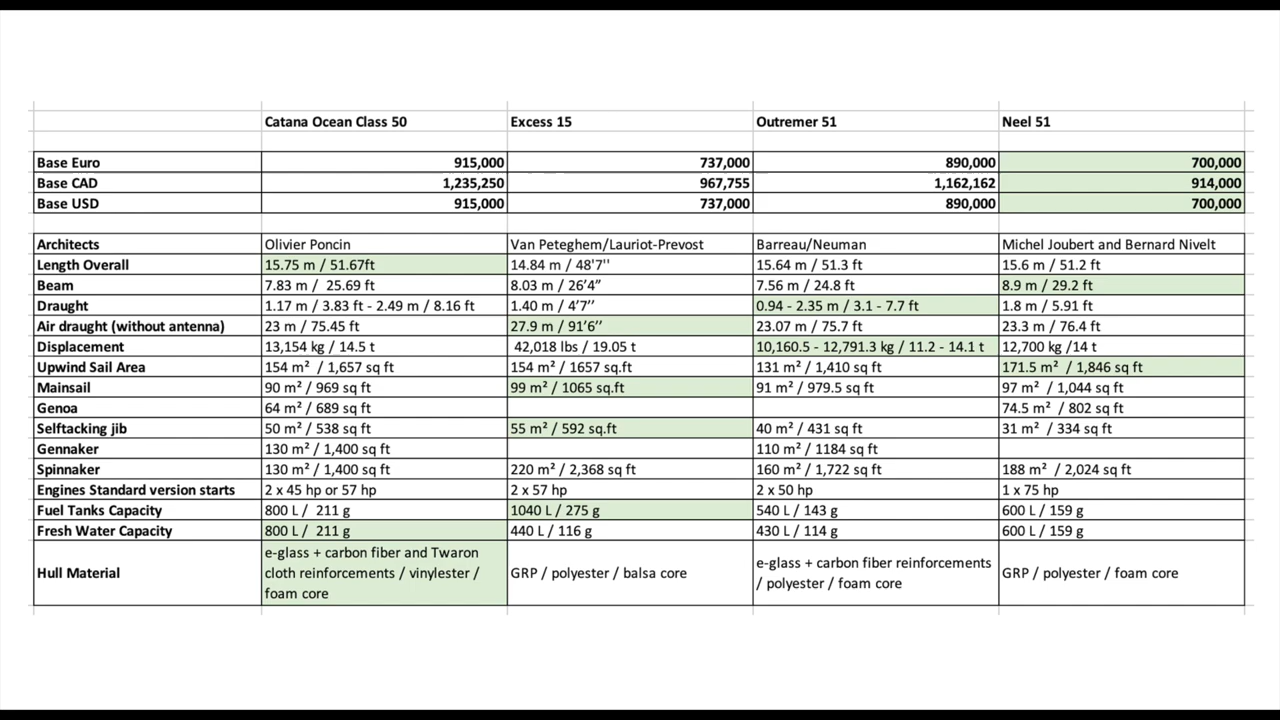 Catana Ocean Class 50 Excess 15 Outremer 51 Neel 51
Base Euro 915,000 737,000 890,000 700,000
Base CAD 1,235,250 967,755 1,162,162 914,000
Base USD 915,000 737,000 890,000 700,000
Architects Olivier Poncin Van Peteghem/Lauriot-Prevost Barreau/Neuman Michel Joubert and Bernard Nivelt
Length Overall 15.75 m / 51.67ft 14.84 m / 48'7'' 15.64 m / 51.3 ft 15.6 m / 51.2 ft
Beam 7.83 m / 25.69 ft 8.03 m / 26’4” 7.56 m / 24.8 ft 8.9 m / 29.2 ft
Draught 1.17 m / 3.83 ft - 2.49 m / 8.16 ft 1.40 m / 4’7’’ 0.94 - 2.35 m / 3.1 - 7.7 ft 1.8 m / 5.91 ft
Air draught (without antenna) 23 m / 75.45 ft 27.9 m / 91’6’’ 23.07 m / 75.7 ft 23.3 m / 76.4 ft
Displacement 13,154 kg / 14.5 t 42,018 lbs / 19.05 t 10,160.5 - 12,791.3 kg / 11.2 - 14.1 t 12,700 kg /14 t
Upwind Sail Area 154 m² / 1,657 sq ft 154 m² / 1657 sq.ft 131 m² / 1,410 sq ft 171.5 m² / 1,846 sq ft
Mainsail 90 m² / 969 sq ft 99 m² / 1065 sq.ft 91 m² / 979.5 sq ft 97 m² / 1,044 sq ft
Genoa 64 m² / 689 sq ft 74.5 m² / 802 sq ft
Selftacking jib 50 m² / 538 sq ft 55 m² / 592 sq.ft 40 m² / 431 sq ft 31 m² / 334 sq ft
Gennaker 130 m² / 1,400 sq ft 110 m² / 1184 sq ft
Spinnaker 130 m² / 1,400 sq ft 220 m² / 2,368 sq ft 160 m² / 1,722 sq ft 188 m² / 2,024 sq ft
Engines Standard version starts 2 x 45 hp or 57 hp 2 x 57 hp 2 x 50 hp 1 x 75 hp
Fuel Tanks Capacity 800 L / 211 g 1040 L / 275 g 540 L / 143 g 600 L / 159 g
Fresh Water Capacity 800 L / 211 g 440 L / 116 g 430 L / 114 g 600 L / 159 g
Hull Material
e-glass + carbon fiber and Twaron
cloth reinforcements / vinylester /
foam core
GRP / polyester / balsa core
e-glass + carbon fiber reinforcements
/ polyester / foam core
GRP / polyester / foam core